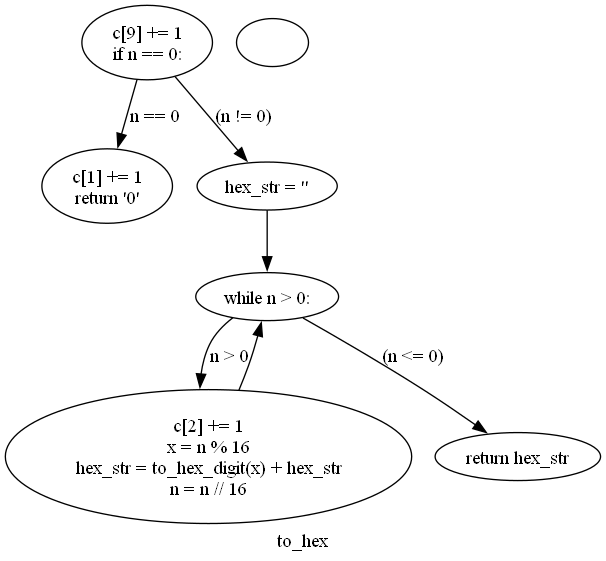 c[9] += 1
if n == 0:
n == 0
(n != 0)
c[1] += 1
return '0'
hex_str = ''
while n > 0:
n > 0
(n <= 0)
c[2] += 1
x = n % 16
hex_str = to_hex_digit(x) + hex_str
n = n // 16
return hex_str
to_hex